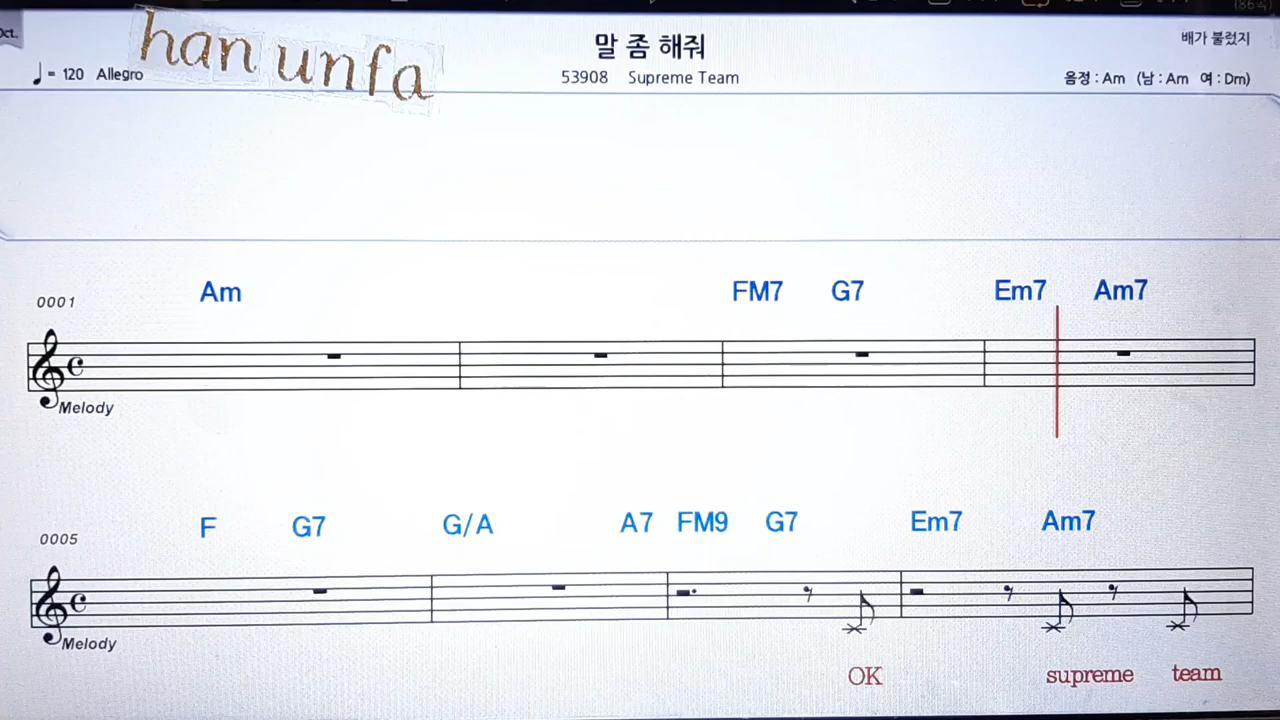 Oct.
han unfa
♩= 120 Allegro
말 좀 해줘
53908 Supreme Team
배가 불렀지
음정 : Am (남 : Am 여 : Dm)
0001
Am FM7 G7 Em7 Am7
Melody
0005
F G7 G/A A7 FM9 G7 Em7 Am7
Melody
OK supreme team